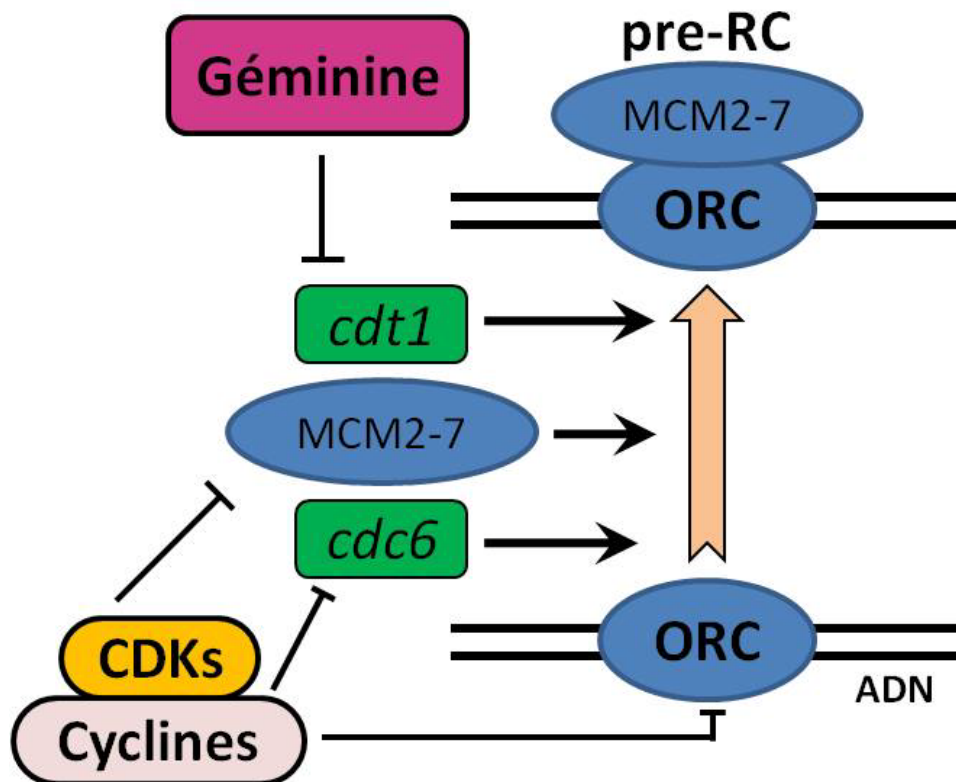 pre-RC
Géminine
MCM2-7
ORC
cdt1
MCM2-7
cdc6
CDKs
ORC
ADN
Cyclines